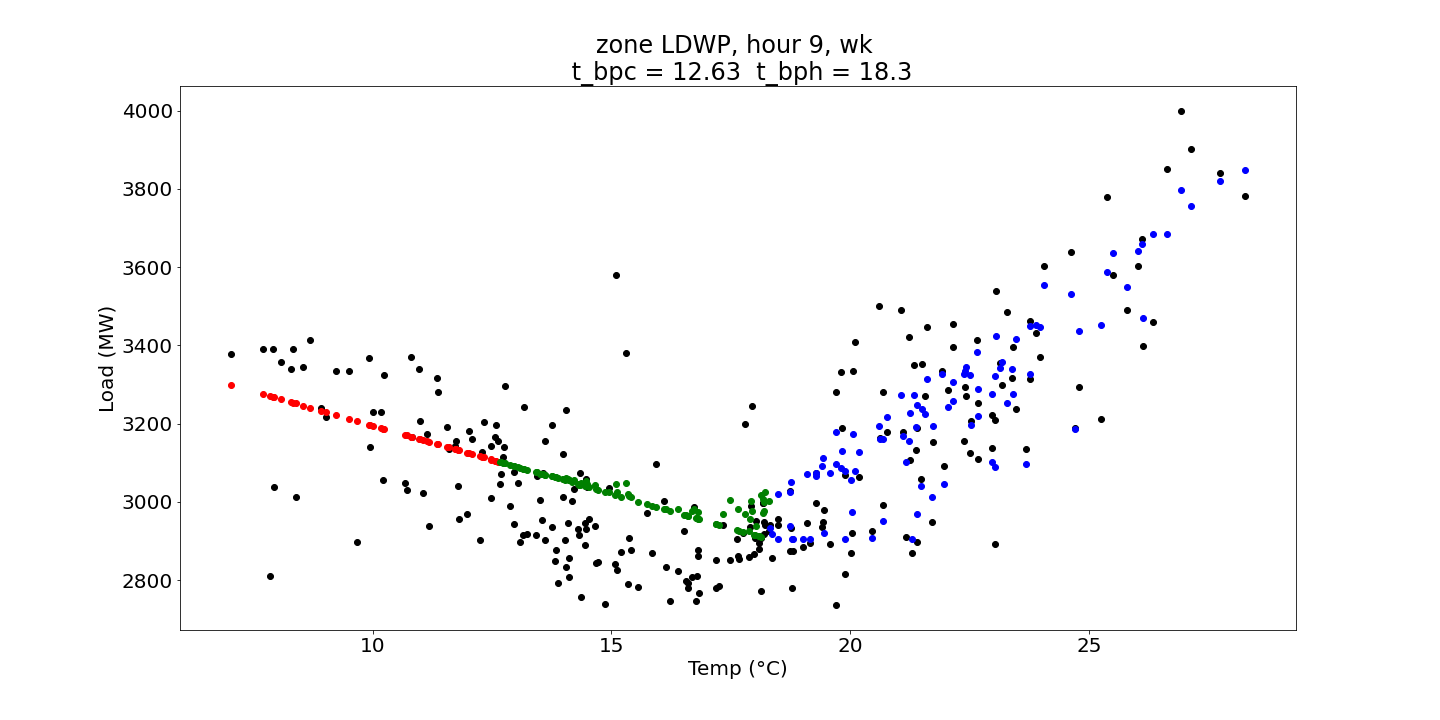 zone LDWP, hour 9, wk
t_bpc = 12.63  t_bph = 18.3
4000
3800
3600
3400
3200
3000
2800
Load (MW)
10 15 20 25
Temp (°C)